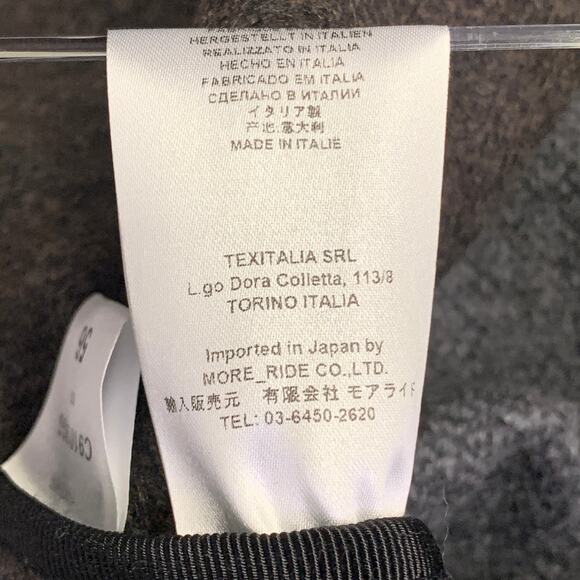 HERGESTELLT IN ITALIEN
REALIZZATO IN ITALIA
HECHO EN ITALIA
FABRICADO EM ITALIA
СДЕЛАНО В ИТАЛИИ
イタリア製
产地:意大利
MADE IN ITALIE
TEXITALIA SRL
L.go Dora Colletta, 113/8
TORINO ITALIA
Imported in Japan by
MORE_RIDE CO.,LTD.
輸入販売元 有限会社 モアライド
TEL: 03-6450-2620
56